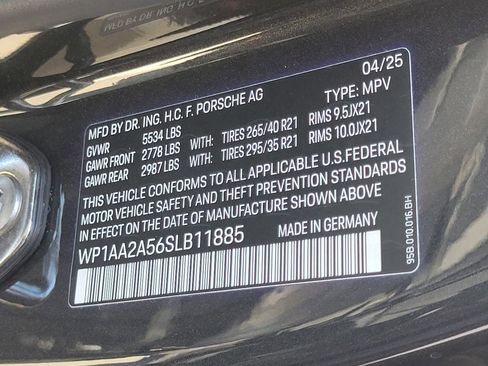 MFD BY DR. ING. H.C. F. PORSCHE AG 04/25
GVWR 5534 LBS TYPE: MPV
GAWR FRONT 2778 LBS WITH: TIRES 265/40 R21 RIMS 9.5JX21
GAWR REAR 2987 LBS WITH: TIRES 295/35 R21 RIMS 10.0JX21
THIS VEHICLE CONFORMS TO ALL APPLICABLE U.S. FEDERAL
MOTOR VEHICLE SAFETY AND THEFT PREVENTION STANDARDS
IN EFFECT ON THE DATE OF MANUFACTURE SHOWN ABOVE
WP1AA2A56SLB11885 MADE IN GERMANY
95B.010.016.BH